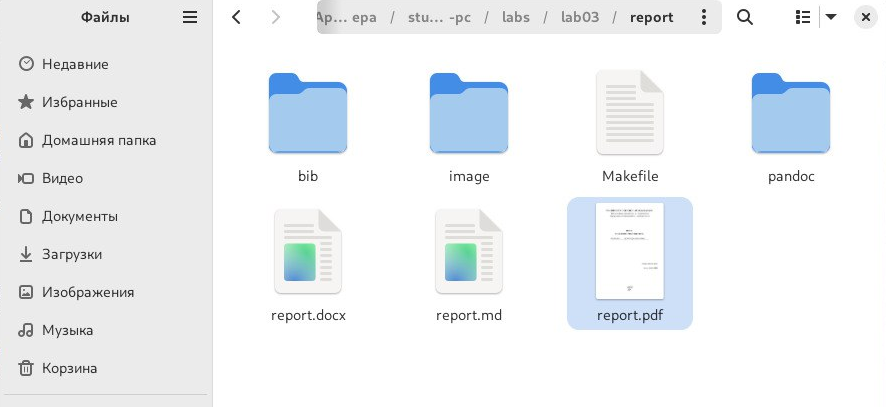 Файлы
Ар... ера / stu... -pc / labs / lab03 / report
Недавние
Избранные
Домашняя папка
Видео
Документы
Загрузки
Изображения
Музыка
Корзина
bib
image
Makefile
pandoc
report.docx
report.md
report.pdf